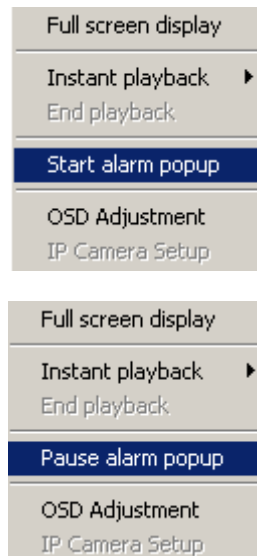 Full screen display
Instant playback
End playback
Start alarm popup
OSD Adjustment
IP Camera Setup
Full screen display
Instant playback
End playback
Pause alarm popup
OSD Adjustment
IP Camera Setup